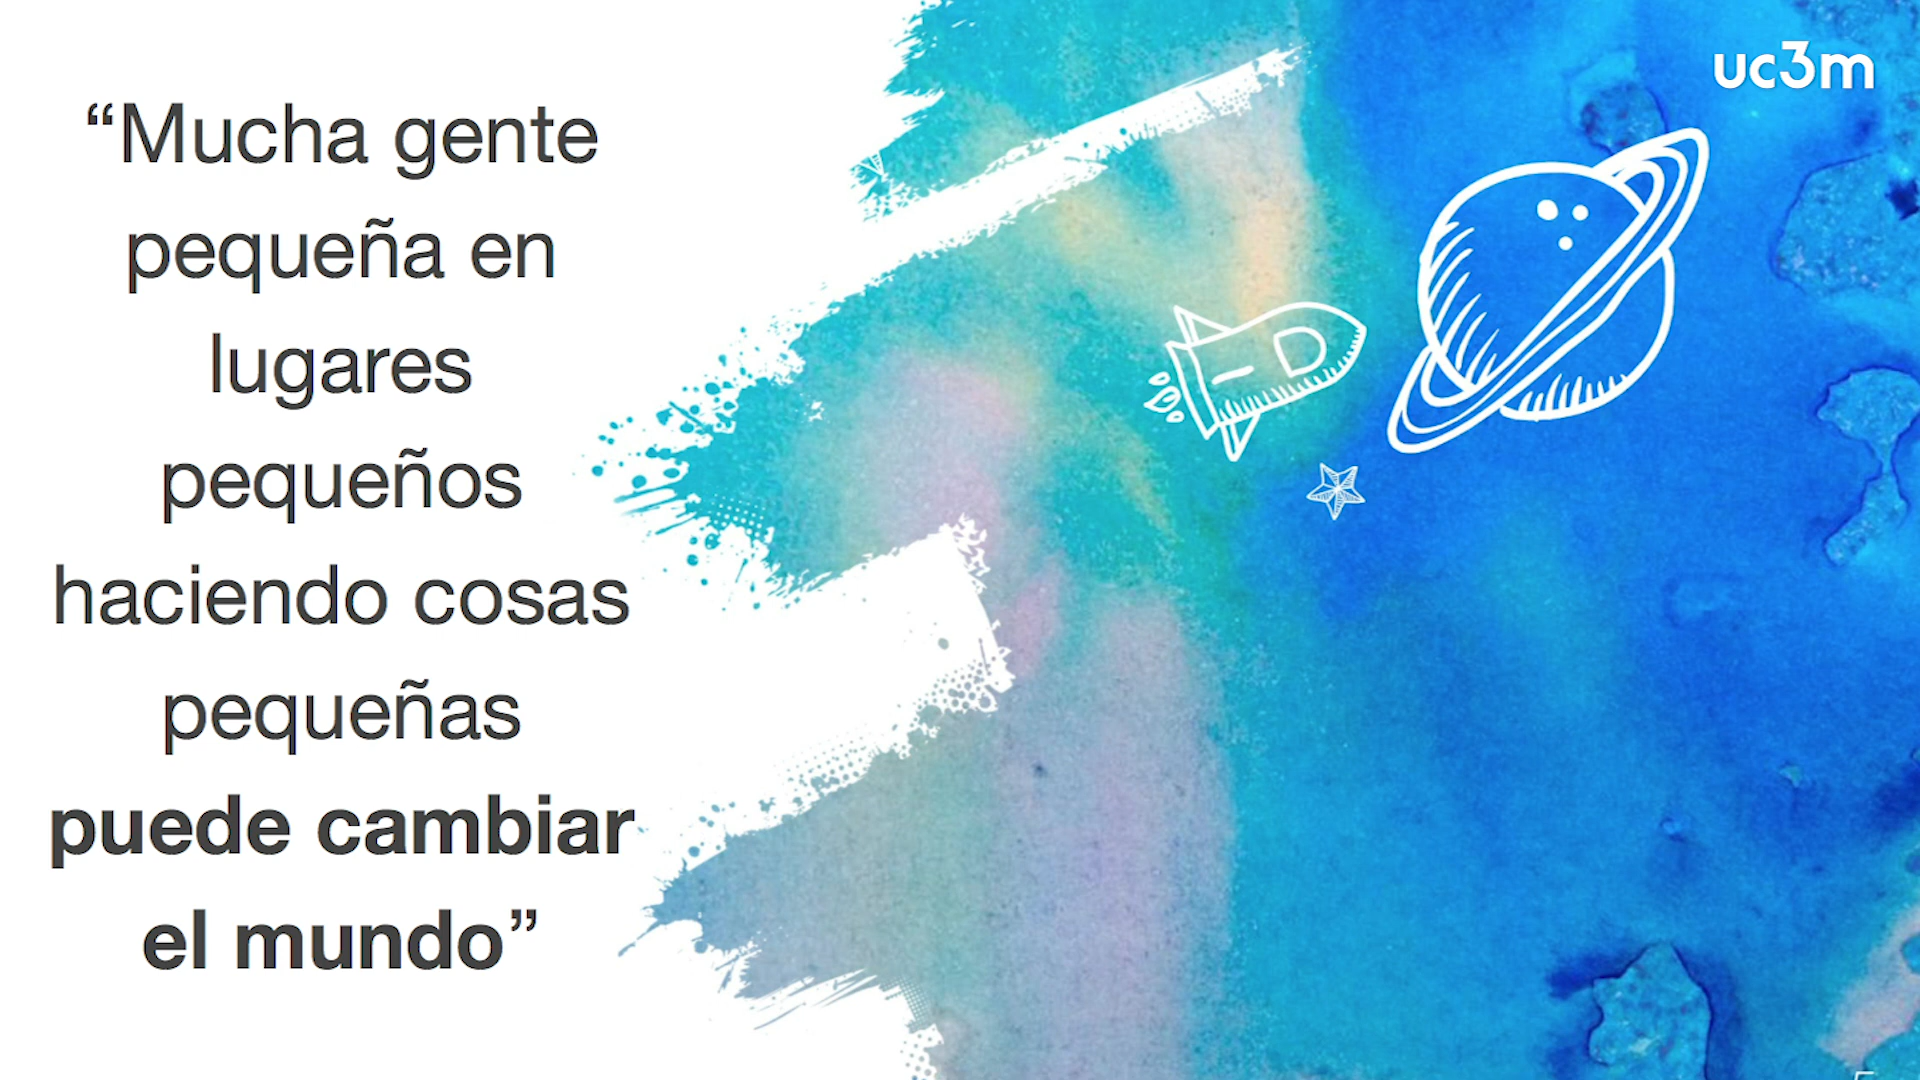 “Mucha gente
pequeña en
lugares
pequeños
haciendo cosas
pequeñas
puede cambiar
el mundo”
uc3m